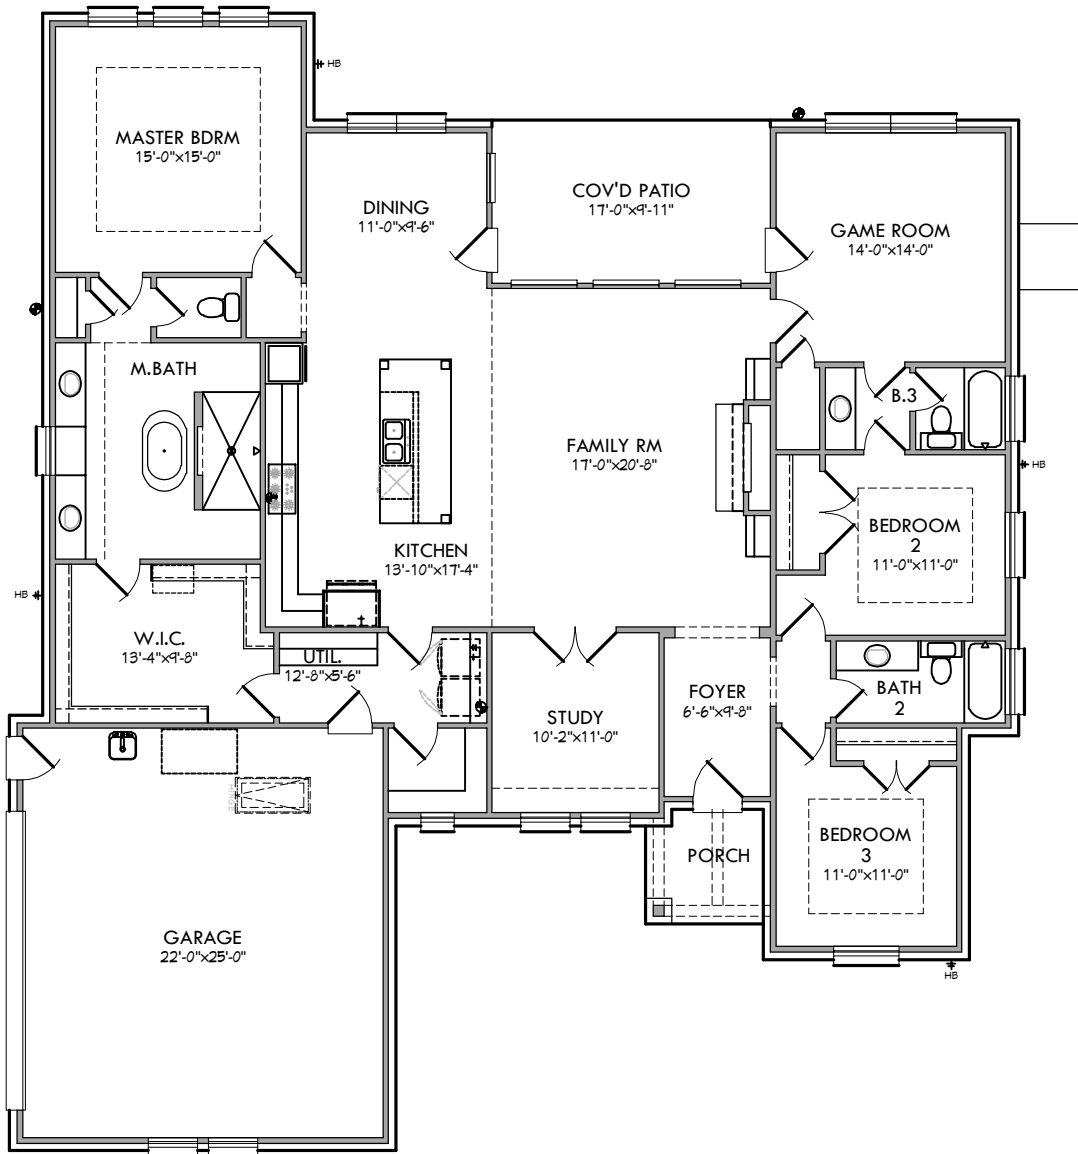 HB
MASTER BDRM
15'-0"x15'-0"
COV'D PATIO
17'-0"x9'-11"
DINING
11'-0"x9'-6"
GAME ROOM
14'-0"x14'-0"
M.BATH
B.3
FAMILY RM
17'-0"x20'-8"
HB
BEDROOM
2
11'-0"x11'-0"
KITCHEN
13'-10"x17'-4"
HB
W.I.C.
13'-4"x9'-8"
UTIL.
12'-8"x5'-6"
FOYER
6'-6"x9'-8"
BATH
2
STUDY
10'-2"x11'-0"
BEDROOM
3
11'-0"x11'-0"
PORCH
GARAGE
22'-0"x25'-0"
HB